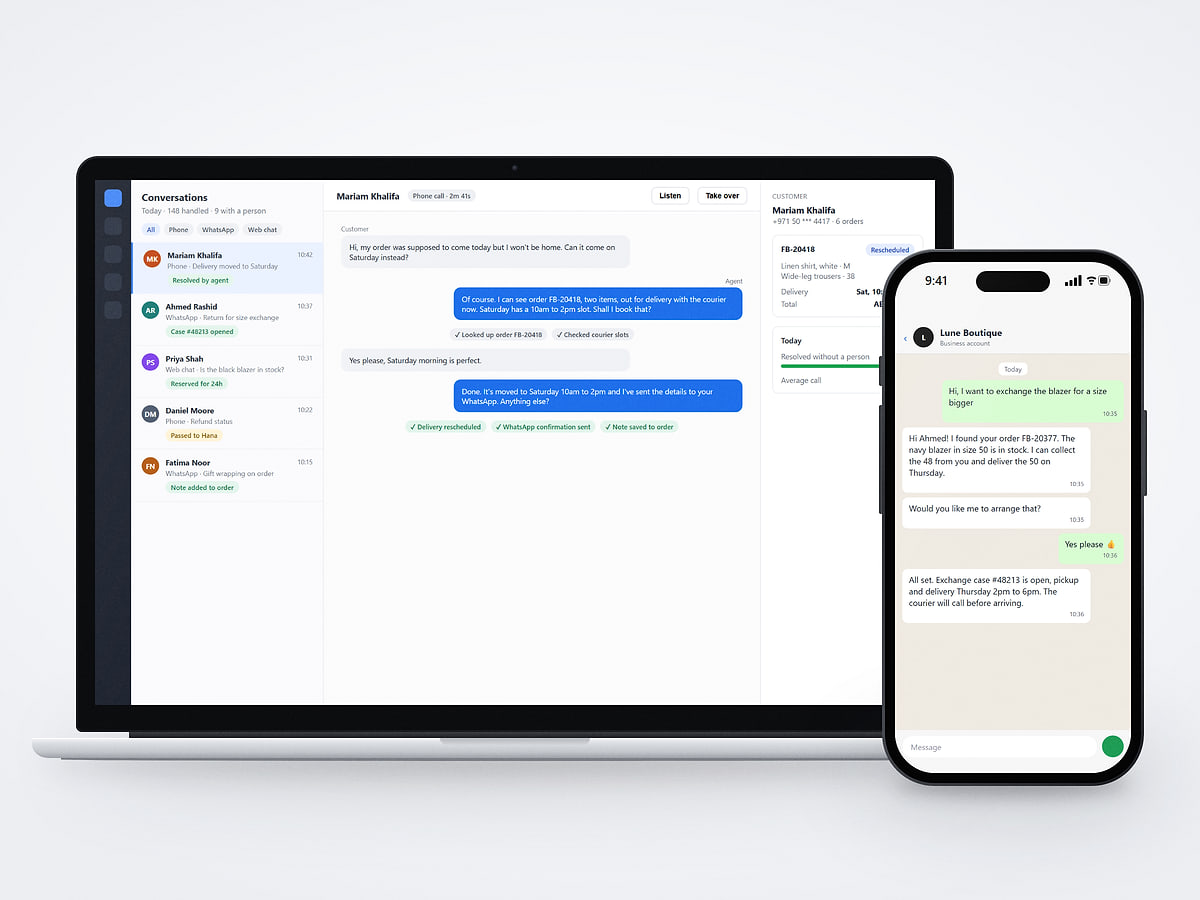 Conversations
Today · 148 handled · 9 with a person
All
Phone
WhatsApp
Web chat
MK
Mariam Khalifa
10:42
Phone · Delivery moved to Saturday
Resolved by agent
AR
Ahmed Rashid
10:37
WhatsApp · Return for size exchange
Case #48213 opened
PS
Priya Shah
10:31
Web chat · Is the black blazer in stock?
Reserved for 24h
DM
Daniel Moore
10:22
Phone · Refund status
Passed to Hana
FN
Fatima Noor
10:15
WhatsApp · Gift wrapping on order
Note added to order
Mariam Khalifa
Phone call · 2m 41s
Listen
Take over
Customer
Hi, my order was supposed to come today but I won't be home. Can it come on
Saturday instead?
Agent
Of course. I can see order FB-20418, two items, out for delivery with the courier
now. Saturday has a 10am to 2pm slot. Shall I book that?
✓ Looked up order FB-20418
✓ Checked courier slots
Yes please, Saturday morning is perfect.
Done. It's moved to Saturday 10am to 2pm and I've sent the details to your
WhatsApp. Anything else?
✓ Delivery rescheduled
✓ WhatsApp confirmation sent
✓ Note saved to order
CUSTOMER
Mariam Khalifa
+971 50 *** 4417 · 6 orders
FB-20418
Rescheduled
Linen shirt, white · M
Wide-leg trousers · 38
Delivery
Sat, 10:
Total
Today
Resolved without a person
Average call
9:41
‹
L
Lune Boutique
Business account
Today
Hi, I want to exchange the blazer for a size
bigger
10:35
Hi Ahmed! I found your order FB-20377. The
navy blazer in size 50 is in stock. I can collect
the 48 from you and deliver the 50 on
Thursday.
10:35
Would you like me to arrange that?
10:35
Yes please 👍
10:36
All set. Exchange case #48213 is open, pickup
and delivery Thursday 2pm to 6pm. The
courier will call before arriving.
10:36
Message